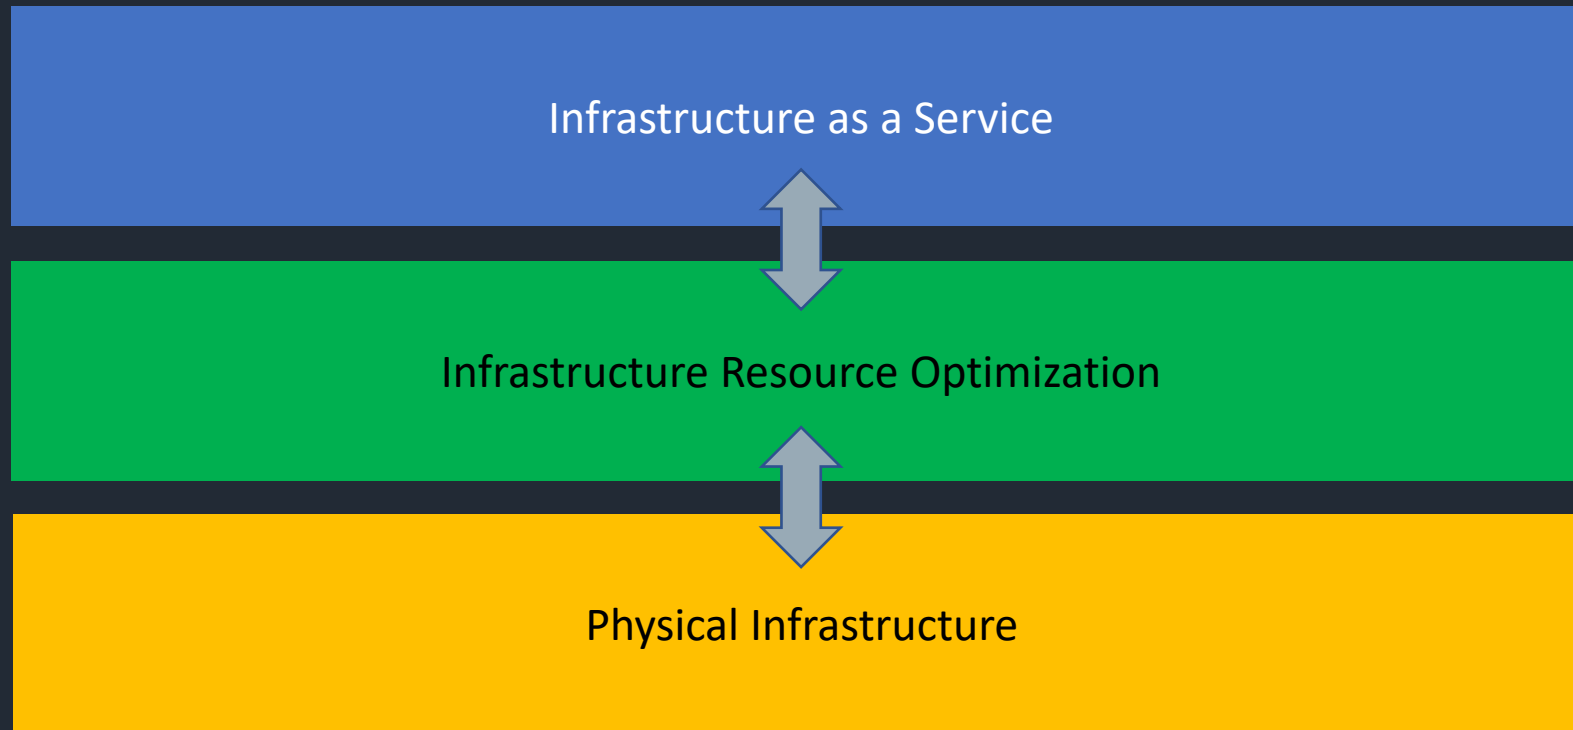 Infrastructure as a Service
Infrastructure Resource Optimization
Physical Infrastructure